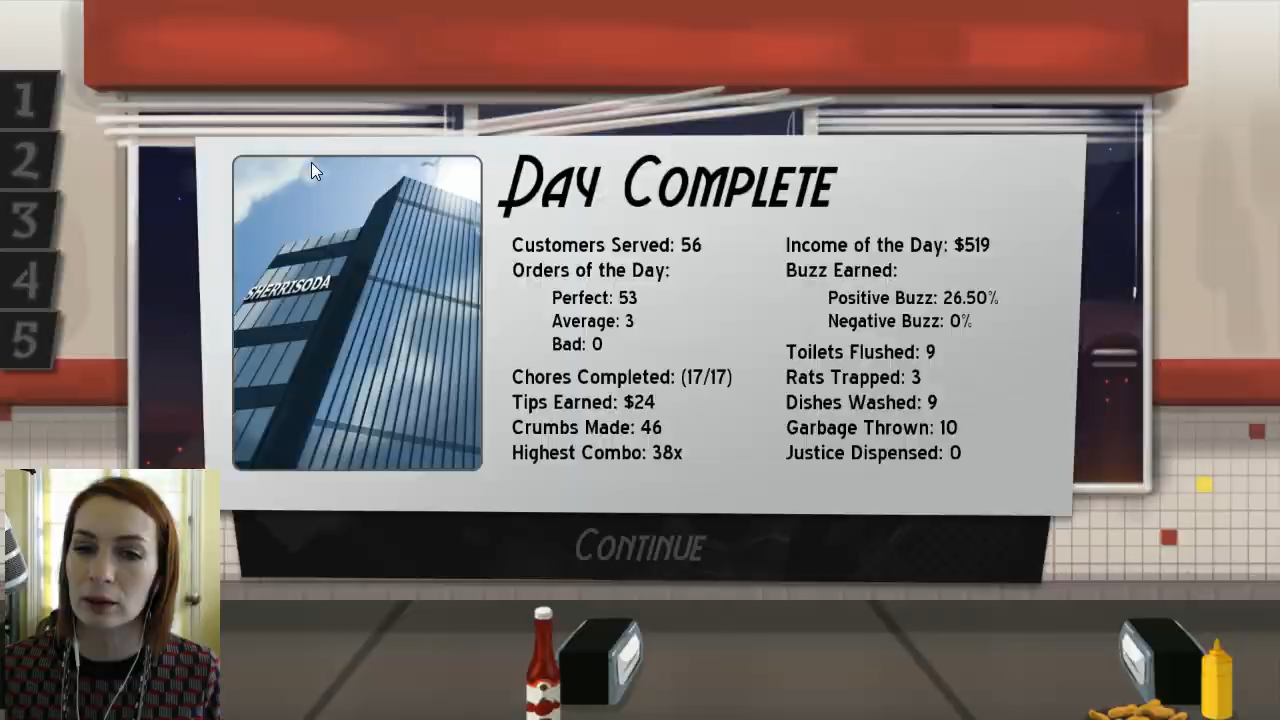 1
2
3
4
5
SHERRISODA
DAY COMPLETE
Customers Served: 56
Orders of the Day:
Perfect: 53
Average: 3
Bad: 0
Chores Completed: (17/17)
Tips Earned: $24
Crumbs Made: 46
Highest Combo: 38x
Income of the Day: $519
Buzz Earned:
Positive Buzz: 26.50%
Negative Buzz: 0%
Toilets Flushed: 9
Rats Trapped: 3
Dishes Washed: 9
Garbage Thrown: 10
Justice Dispensed: 0
CONTINUE